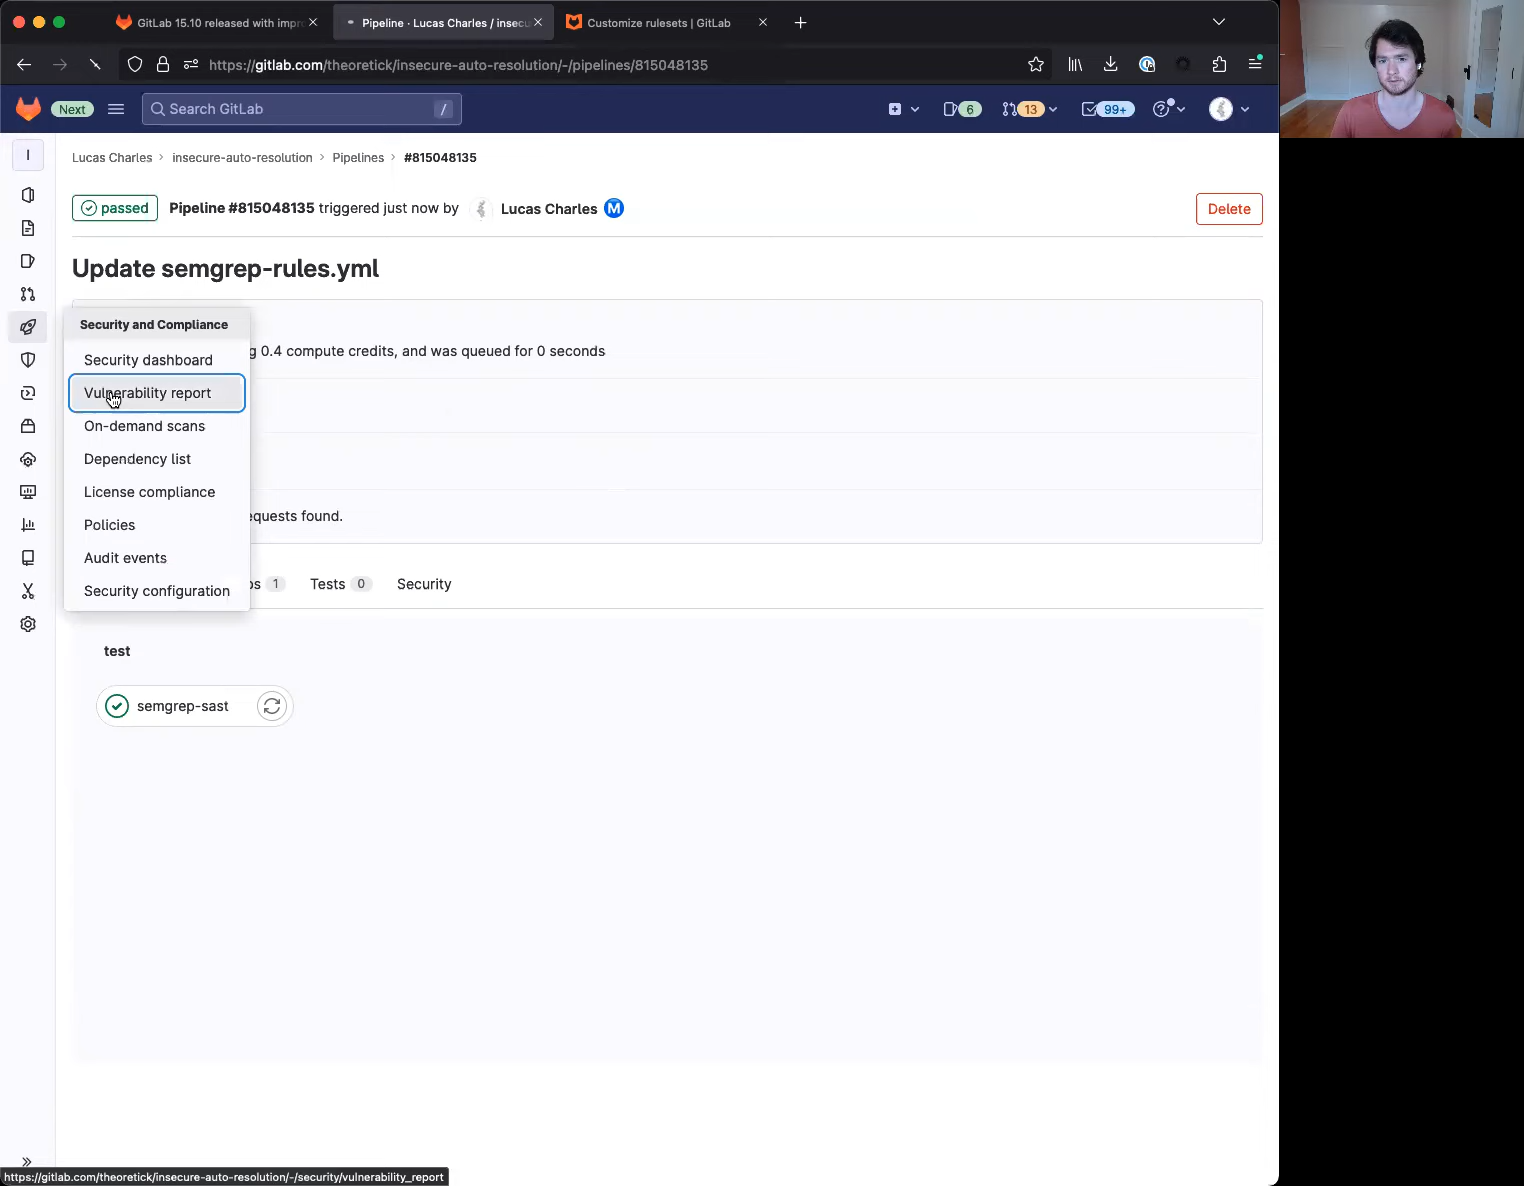 GitLab 15.10 released with impro
Pipeline · Lucas Charles / insecu
Customize rulesets | GitLab
https://gitlab.com/theoretick/insecure-auto-resolution/-/pipelines/815048135
Next
Search GitLab
/
6
13
99+
I
Lucas Charles
insecure-auto-resolution
Pipelines
#815048135
passed
Pipeline #815048135 triggered just now by
Lucas Charles
M
Delete
Update semgrep-rules.yml
Security and Compliance
Security dashboard
g 0.4 compute credits, and was queued for 0 seconds
Vulnerability report
On-demand scans
Dependency list
License compliance
Policies
equests found.
Audit events
Security configuration
bs 1
Tests 0
Security
test
semgrep-sast
https://gitlab.com/theoretick/insecure-auto-resolution/-/security/vulnerability_report